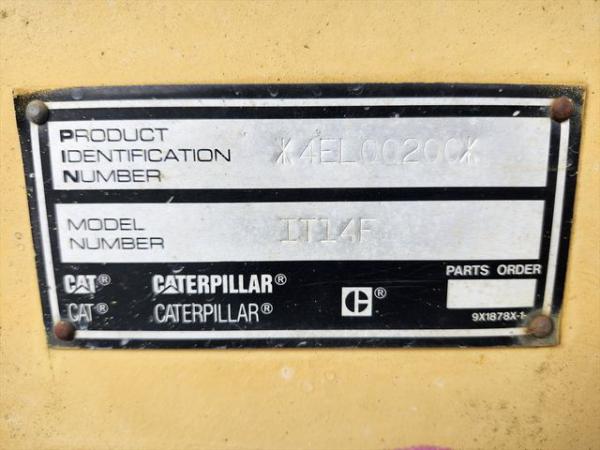 PRODUCT
IDENTIFICATION
NUMBER
*4EL00200*
MODEL
NUMBER
IT14F
CAT® CATERPILLAR®
CAT® CATERPILLAR®
C®
PARTS ORDER
9X1878X-1-